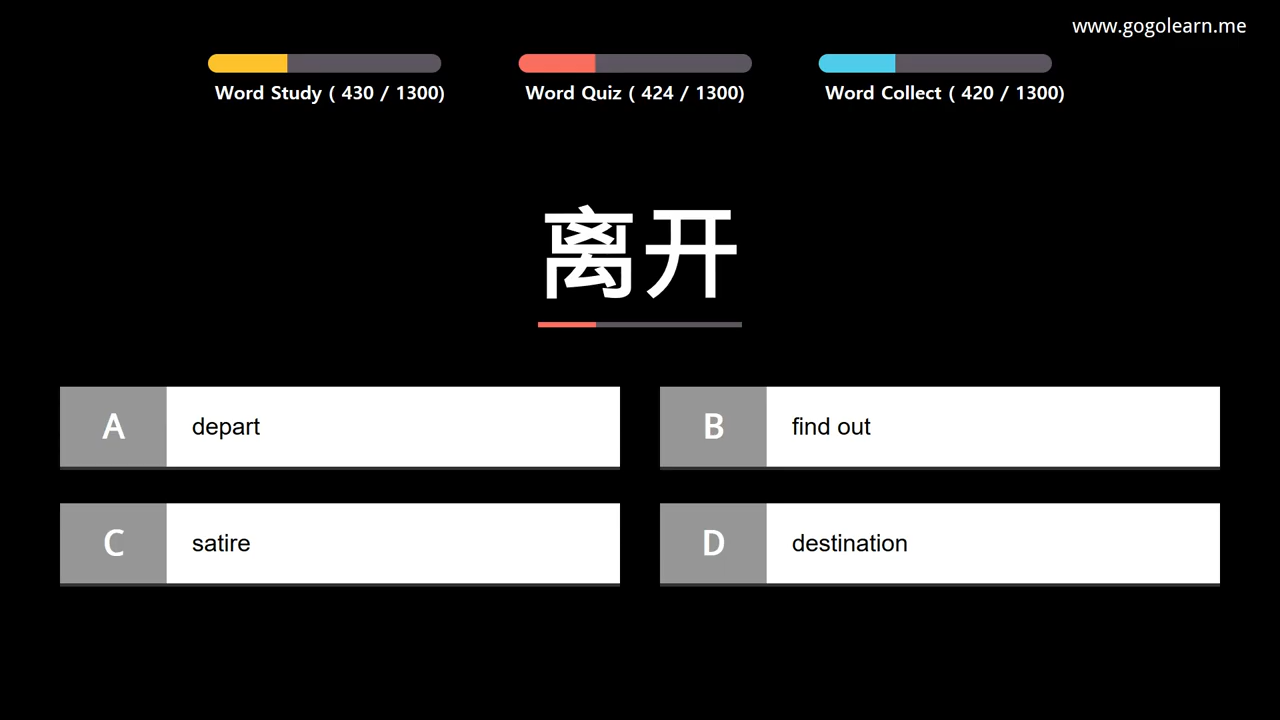 www.gogolearn.me
Word Study ( 430 / 1300)
Word Quiz ( 424 / 1300)
Word Collect ( 420 / 1300)
离开
A depart
B find out
C satire
D destination